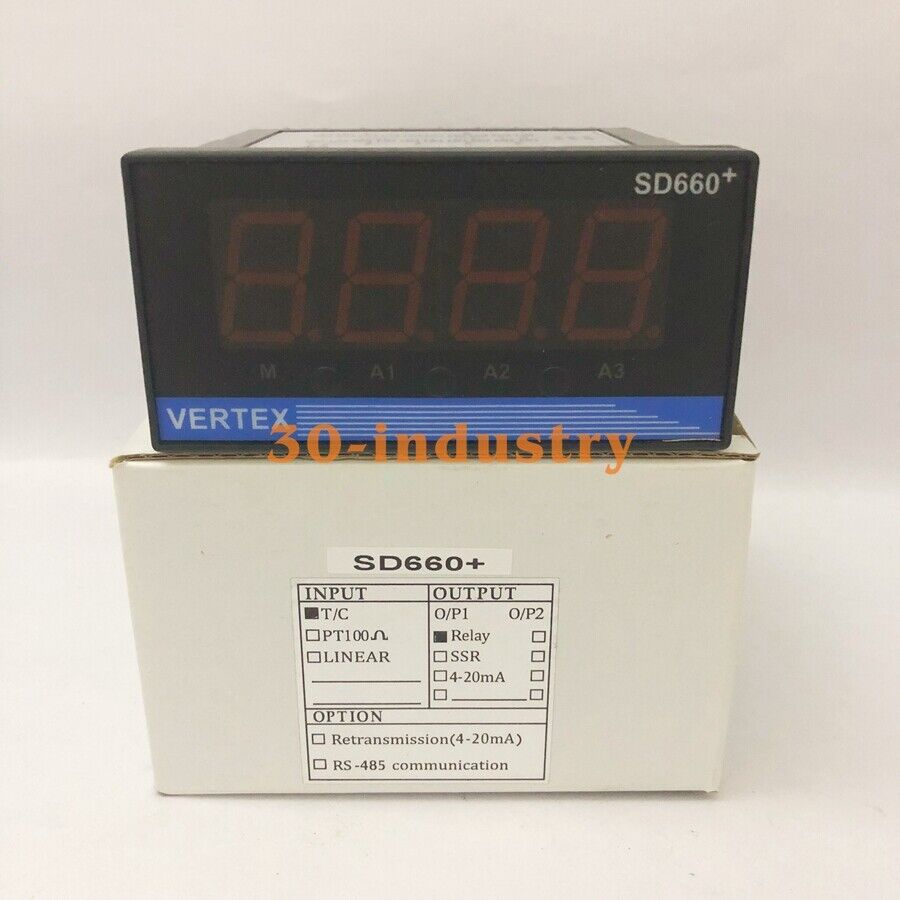 SD660+
M A1 A2 A3
VERTEX
30-industry
SD660+
INPUT OUTPUT
■T/C O/P1 O/P2
□PT100 ■Relay □
□LINEAR □SSR □
□4-20mA □
□ □
OPTION
□ Retransmission(4-20mA)
□ RS-485 communication